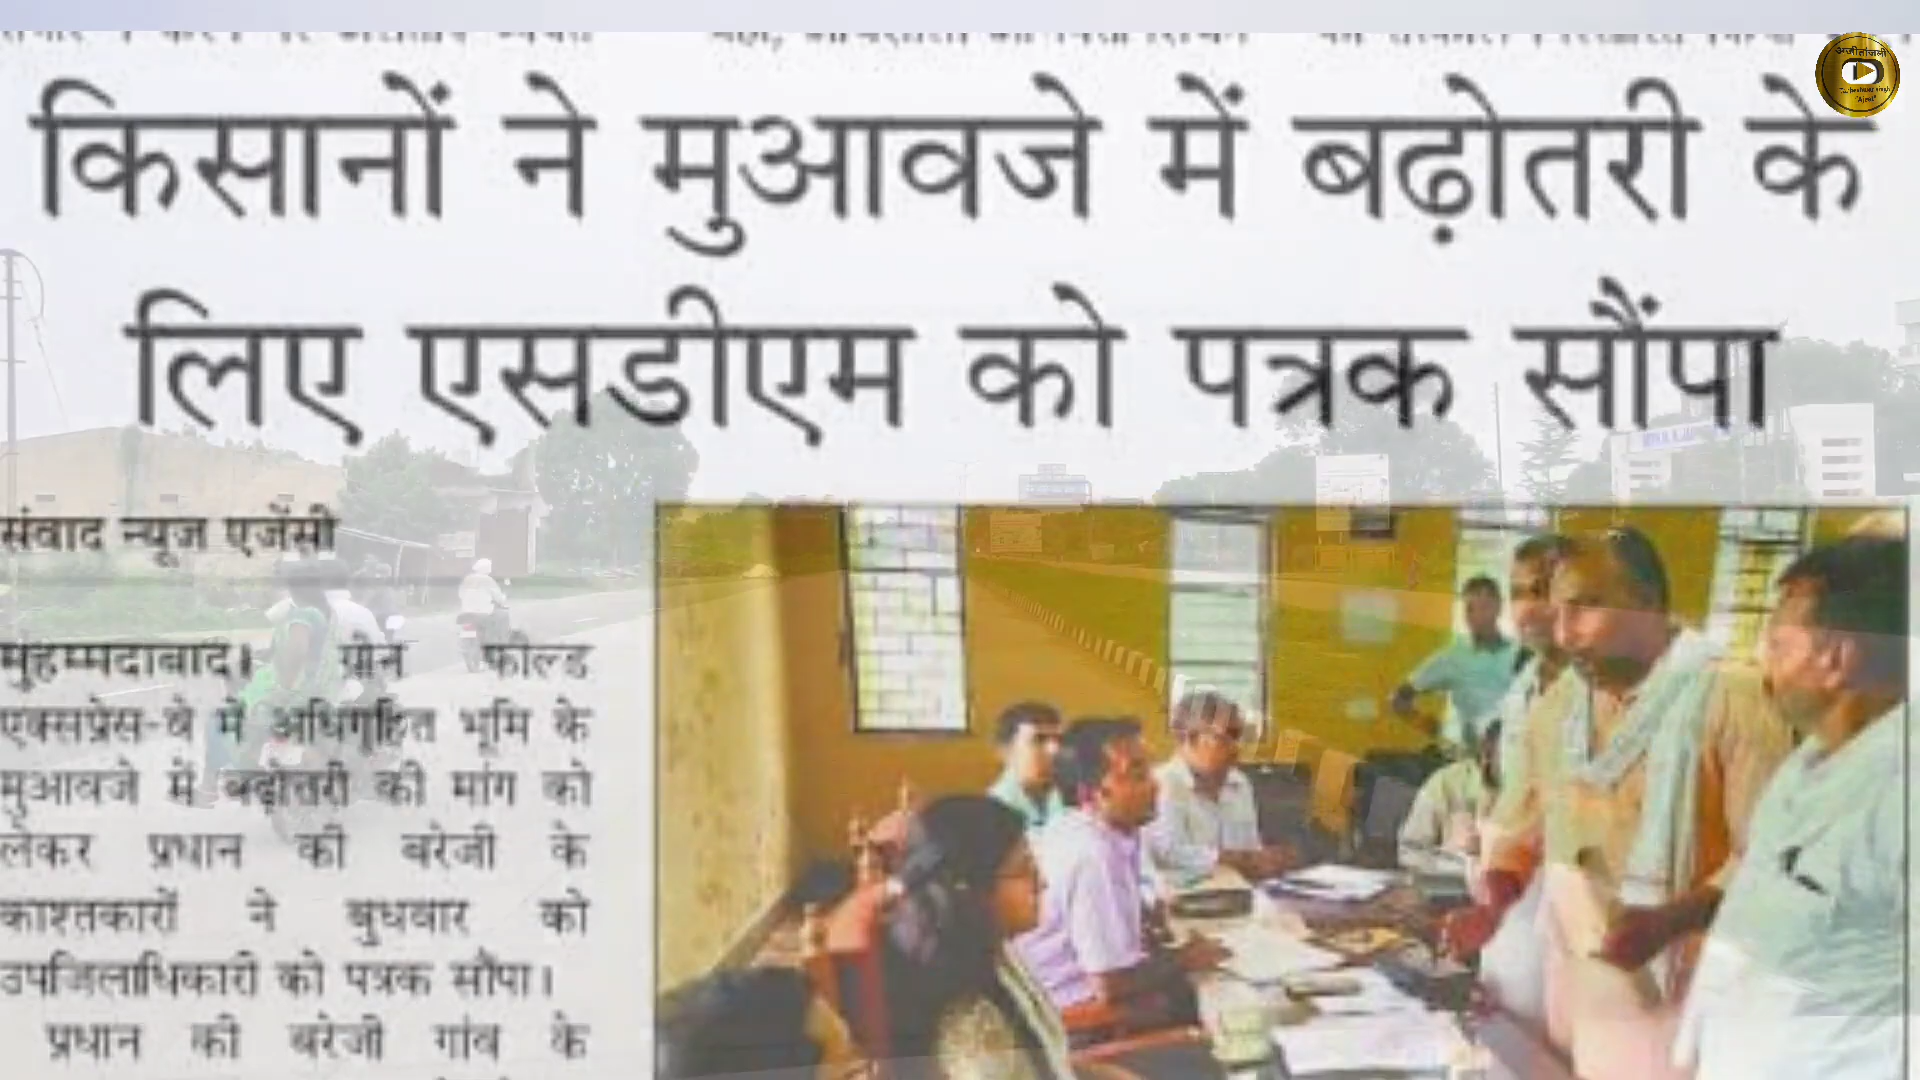 किसानों ने मुआवजे में बढ़ोतरी के
लिए एसडीएम को पत्रक सौंपा
संवाद न्यूज एजेंसी
मुहम्मदाबाद। ग्रीन फील्ड
एक्सप्रेस-वे में अधिगृहित भूमि के
मुआवजे में बढ़ोतरी की मांग को
लेकर प्रधान की बरेजी के
काश्तकारों ने बुधवार को
उपजिलाधिकारी को पत्रक सौंपा।
प्रधान की बरेजी गांव के